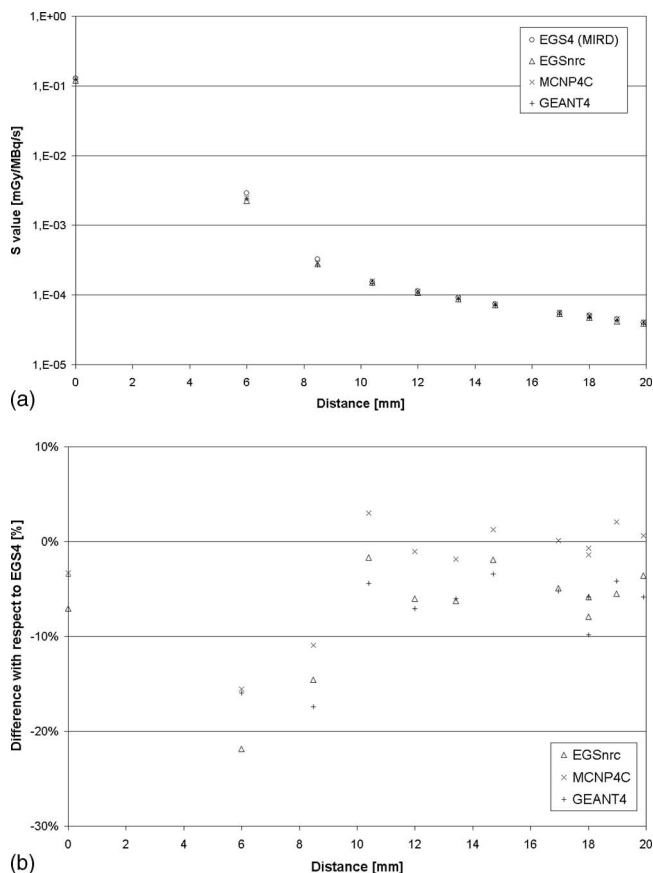 1,E+00
1,E-01
1,E-02
1,E-03
1,E-04
1,E-05
S value [mGy/MBq/s]
EGS4 (MIRD)
EGSnrc
MCNP4C
GEANT4
0 2 4 6 8 10 12 14 16 18 20
Distance [mm]
(a)
10%
0%
-10%
-20%
-30%
Difference with respect to EGS4 [%]
EGSnrc
MCNP4C
GEANT4
0 2 4 6 8 10 12 14 16 18 20
Distance [mm]
(b)